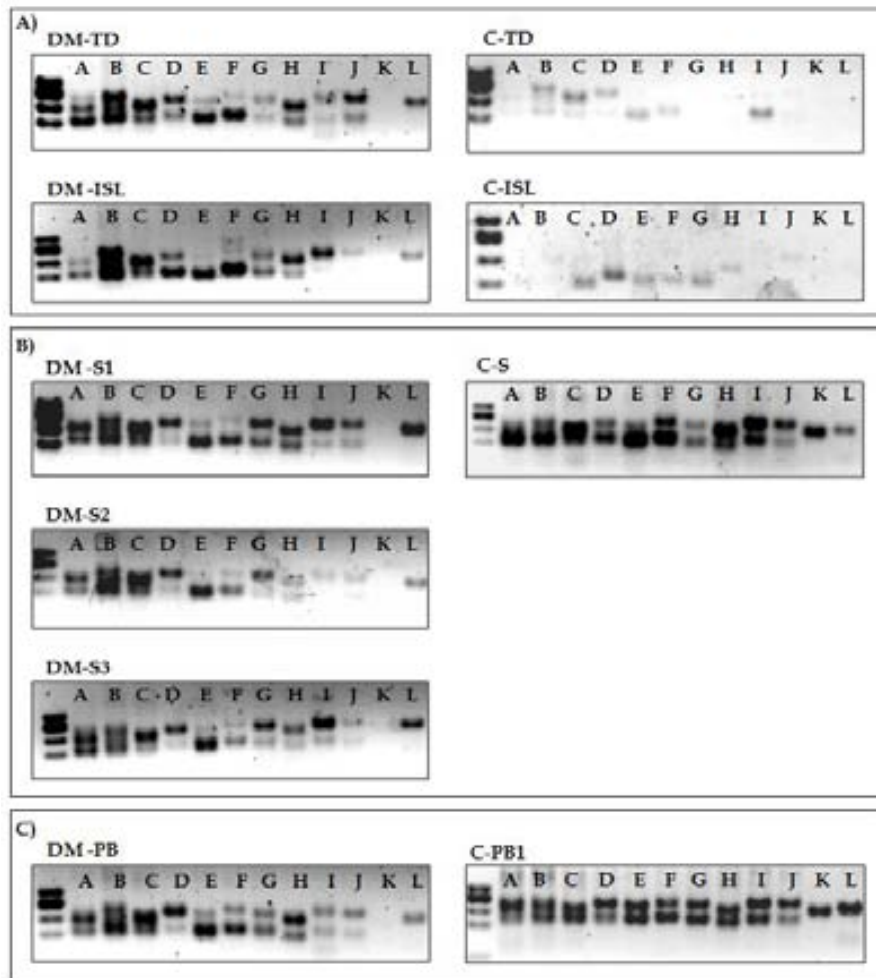 A)
DM-TD C-TD
A B C D E F G H I J K L A B C D E F G H I J K L
DM-ISL C-ISL
A B C D E F G H I J K L A B C D E F G H I J K L
B)
DM-S1 C-S
A B C D E F G H I J K L A B C D E F G H I J K L
DM-S2
A B C D E F G H I J K L
DM-S3
A B C D E F G H I J K L
C)
DM-PB C-PB1
A B C D E F G H I J K L A B C D E F G H I J K L